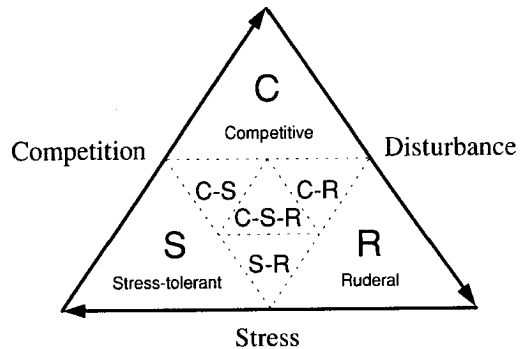 C
Competitive
Competition
Disturbance
C-S
C-R
C-S-R
S
R
S-R
Stress-tolerant
Ruderal
Stress